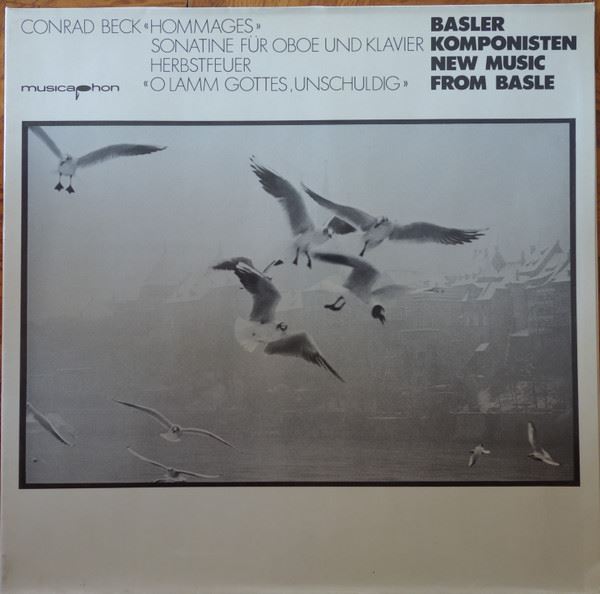 CONRAD BECK «HOMMAGES»
SONATINE FÜR OBOE UND KLAVIER
HERBSTFEUER
«O LAMM GOTTES, UNSCHULDIG»
musicaphon
BASLER
KOMPONISTEN
NEW MUSIC
FROM BASLE